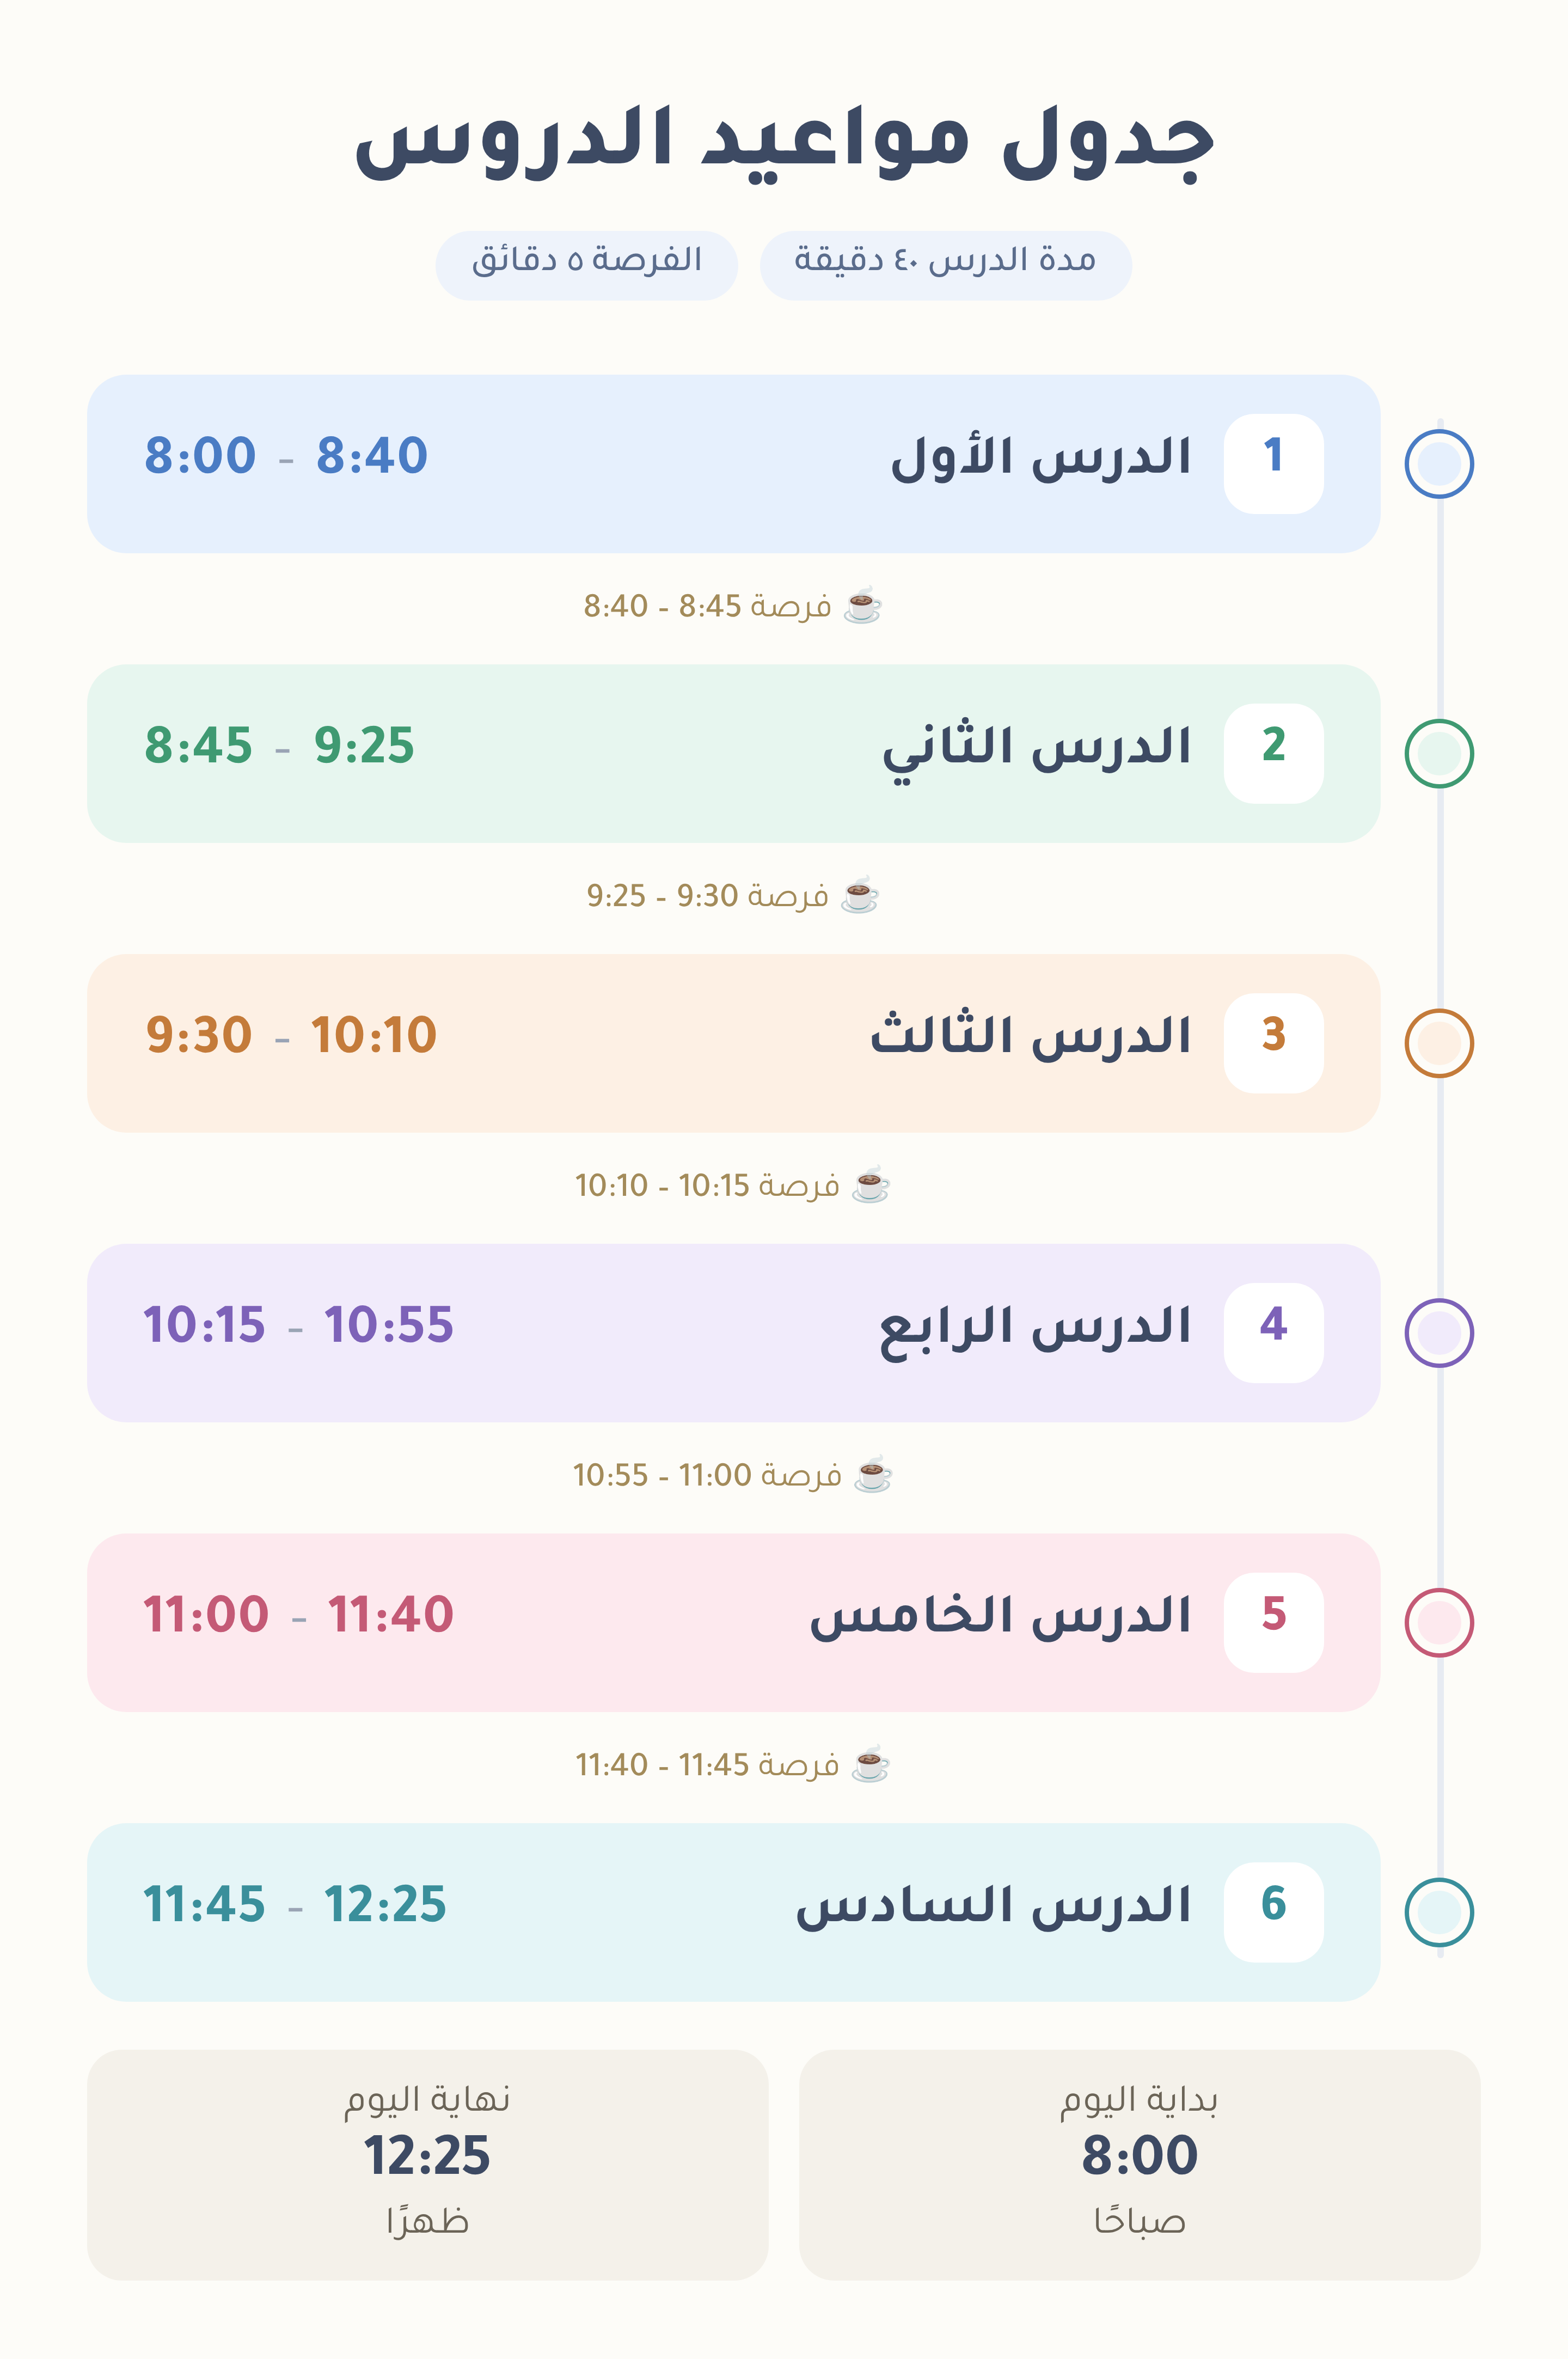 جدول مواعيد الدروس
مدة الدرس ٤٠ دقيقة
الفرصة ٥ دقائق
1 الدرس الأول 8:00 - 8:40
☕ فرصة 8:40 - 8:45
2 الدرس الثاني 8:45 - 9:25
☕ فرصة 9:25 - 9:30
3 الدرس الثالث 9:30 - 10:10
☕ فرصة 10:10 - 10:15
4 الدرس الرابع 10:15 - 10:55
☕ فرصة 10:55 - 11:00
5 الدرس الخامس 11:00 - 11:40
☕ فرصة 11:40 - 11:45
6 الدرس السادس 11:45 - 12:25
بداية اليوم
8:00
صباحًا
نهاية اليوم
12:25
ظهرًا